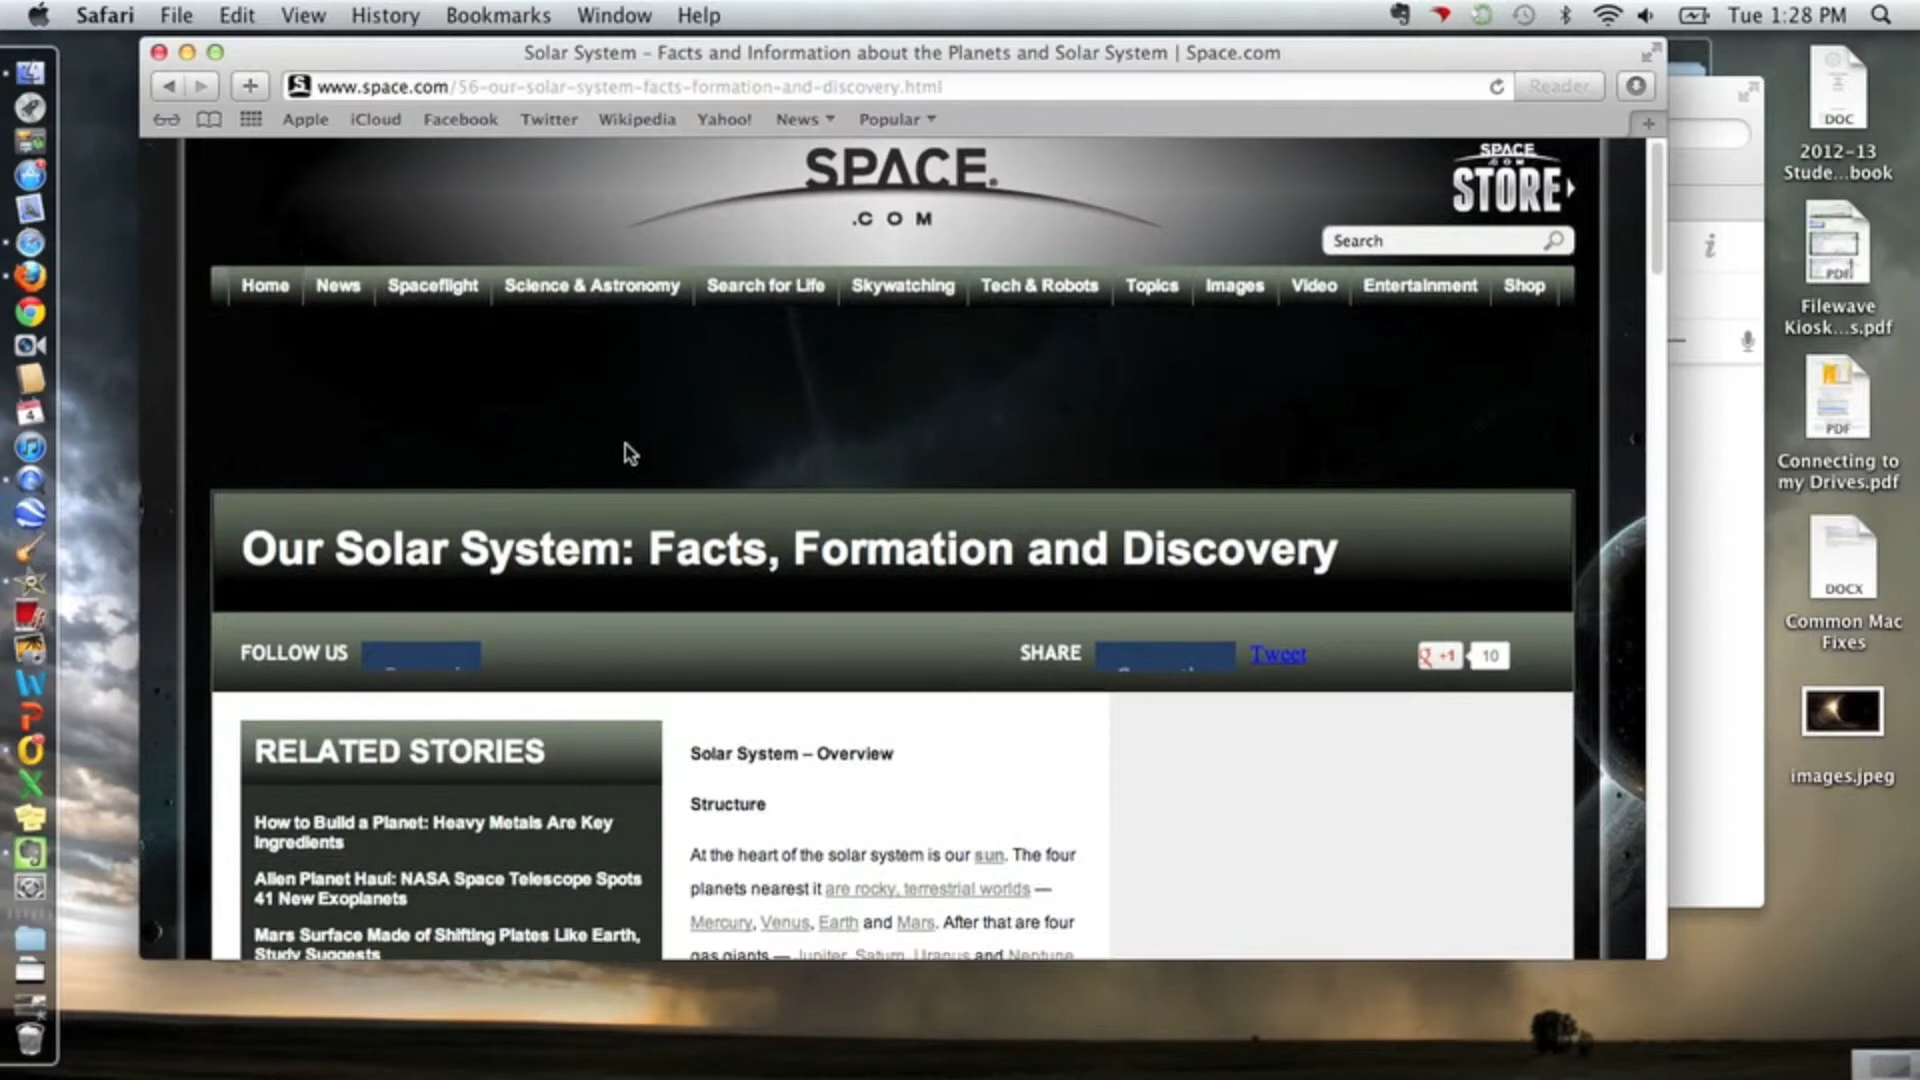 Safari File Edit View History Bookmarks Window Help
Tue 1:28 PM
Solar System – Facts and Information about the Planets and Solar System | Space.com
www.space.com/56-our-solar-system-facts-formation-and-discovery.html
Reader
Apple iCloud Facebook Twitter Wikipedia Yahoo! News Popular
SPACE
.COM
SPACE
.COM
STORE
Search
Home News Spaceflight Science & Astronomy Search for Life Skywatching Tech & Robots Topics Images Video Entertainment Shop
Our Solar System: Facts, Formation and Discovery
FOLLOW US
SHARE
Tweet
+1
10
RELATED STORIES
How to Build a Planet: Heavy Metals Are Key
Ingredients
Alien Planet Haul: NASA Space Telescope Spots
41 New Exoplanets
Mars Surface Made of Shifting Plates Like Earth,
Study Suggests
Solar System – Overview
Structure
At the heart of the solar system is our sun. The four
planets nearest it are rocky, terrestrial worlds —
Mercury, Venus, Earth and Mars. After that are four
gas giants — Jupiter, Saturn, Uranus and Neptune
DOC
2012-13
Stude...book
PDF
Filewave
Kiosk...s.pdf
PDF
Connecting to
my Drives.pdf
DOCX
Common Mac
Fixes
images.jpeg